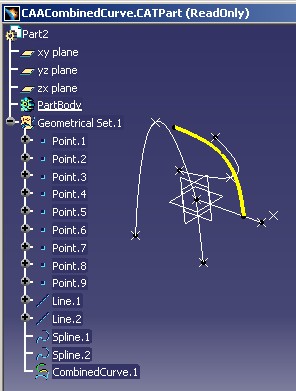 CAACombinedCurve.CATPart (ReadOnly)
Part2
xy plane
yz plane
zx plane
PartBody
Geometrical Set.1
Point.1
Point.2
Point.3
Point.4
Point.5
Point.6
Point.7
Point.8
Point.9
Line.1
Line.2
Spline.1
Spline.2
CombinedCurve.1